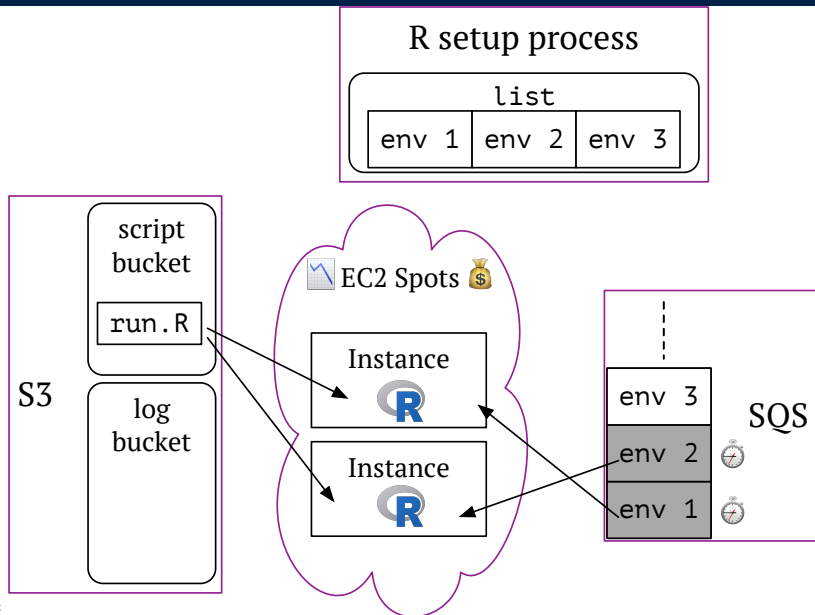 R setup process
list
env 1 env 2 env 3
S3
script
bucket
run.R
log
bucket
EC2 Spots
Instance
R
Instance
R
env 3
env 2
env 1
SQS